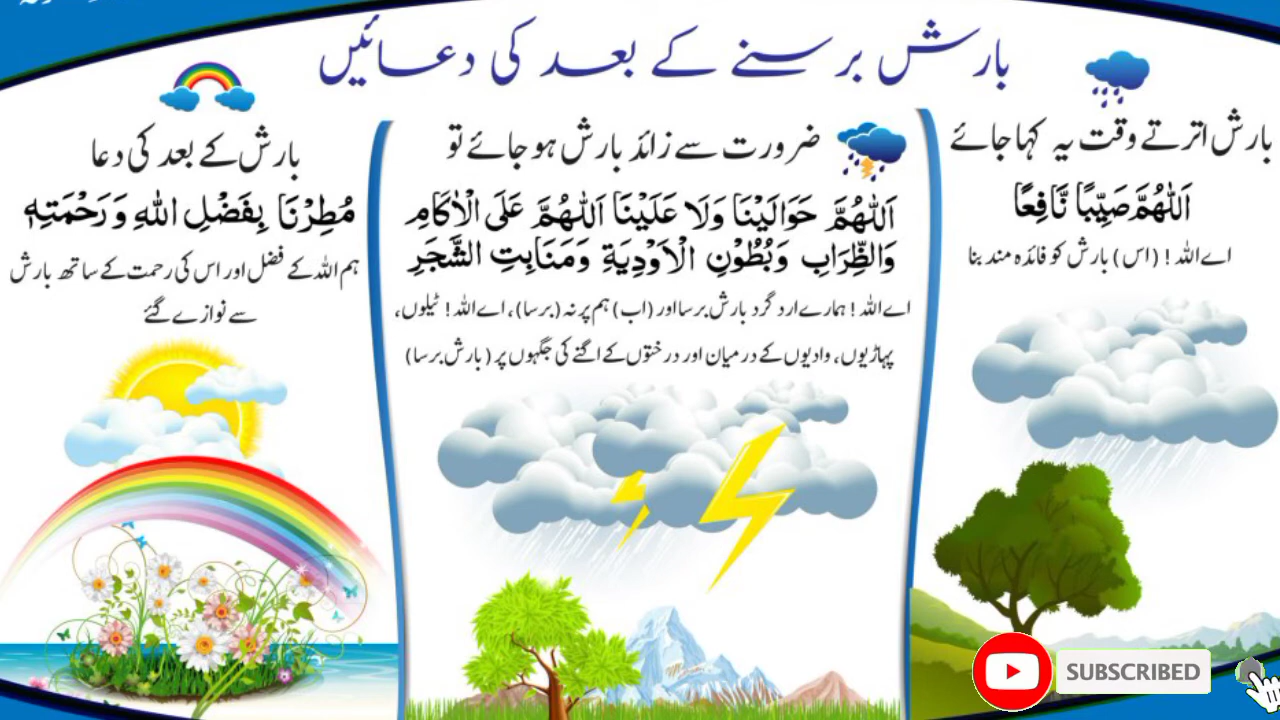 بارش برسنے کے بعد کی دعائیں
بارش اترتے وقت یہ کہا جائے
اَللّٰهُمَّ صَيِّبًا نَّافِعًا
اے اللہ ! (اس) بارش کو فائدہ مند بنا
ضرورت سے زائد بارش ہو جائے تو
اَللّٰهُمَّ حَوَالَيْنَا وَلَا عَلَيْنَا اَللّٰهُمَّ عَلَى الْاٰكَامِ
وَالظِّرَابِ وَبُطُوْنِ الْاَوْدِيَةِ وَمَنَابِتِ الشَّجَرِ
اے اللہ ! ہمارے ارد گرد بارش برسا اور (اب) ہم پر نہ (برسا)، اے اللہ ! ٹیلوں،
پہاڑیوں، وادیوں کے درمیان اور درختوں کے اگنے کی جگہوں پر (بارش برسا)
بارش کے بعد کی دعا
مُطِرْنَا بِفَضْلِ اللّٰهِ وَرَحْمَتِهٖ
ہم اللہ کے فضل اور اس کی رحمت کے ساتھ بارش
سے نوازے گئے
SUBSCRIBED